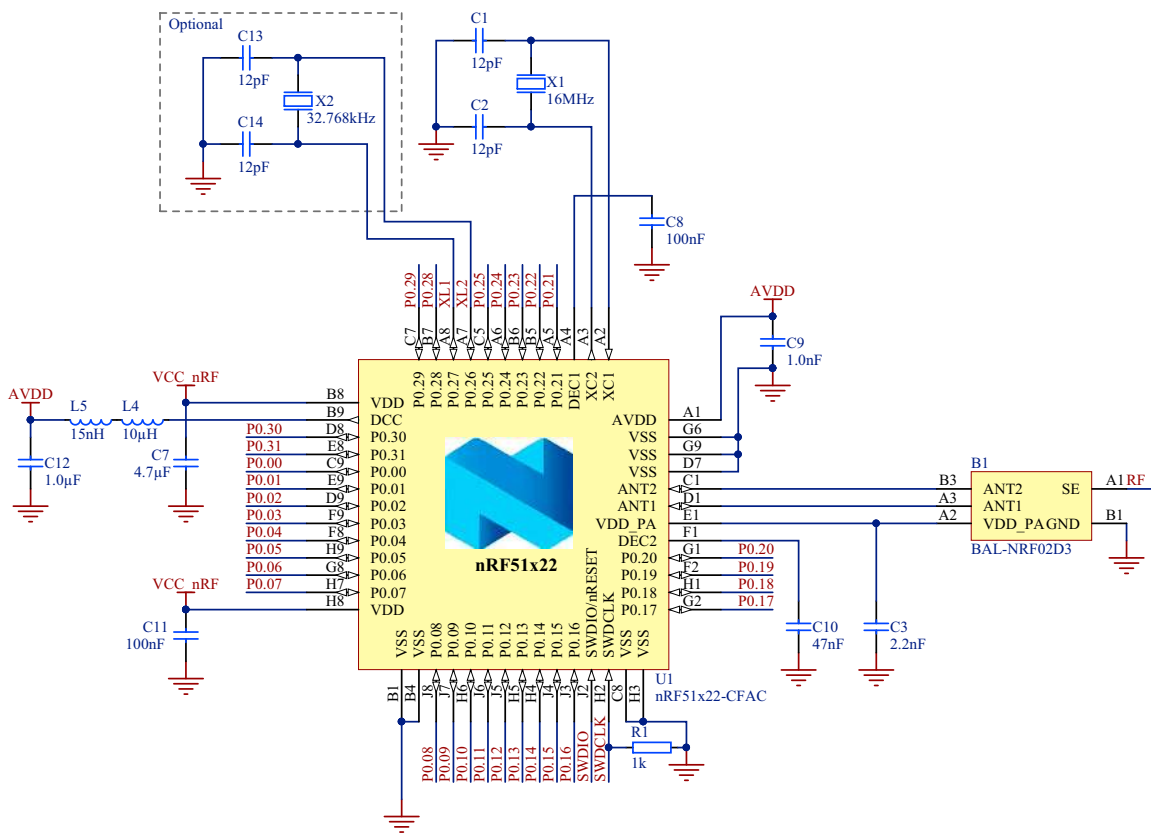 Optional
C13
12pF
X2
32.768kHz
C14
12pF
C1
12pF
X1
16MHz
C2
12pF
C8
100nF
P0.29
P0.28
XL1
XL2
P0.25
P0.24
P0.23
P0.22
P0.21
C7
B7
A8
A7
C5
A6
B6
B5
A5
A4
A3
A2
P0.29
P0.28
P0.27
P0.26
P0.25
P0.24
P0.23
P0.22
P0.21
DEC1
XC2
XC1
AVDD
C9
1.0nF
AVDD
L5
15nH
L4
10µH
C12
1.0µF
VCC_nRF
C7
4.7µF
B8 VDD
B9 DCC
P0.30 D8 P0.30
P0.31 E8 P0.31
P0.00 C9 P0.00
P0.01 E9 P0.01
P0.02 D9 P0.02
P0.03 F9 P0.03
P0.04 F8 P0.04
P0.05 H9 P0.05
P0.06 G8 P0.06
P0.07 H7 P0.07
H8 VDD
VCC_nRF
C11
100nF
nRF51x22
AVDD A1
VSS G6
VSS G9
VSS D7
ANT2 C1
ANT1 D1
VDD_PA E1
DEC2 F1
P0.20 G1 P0.20
P0.19 F2 P0.19
P0.18 H1 P0.18
P0.17 G2 P0.17
B1
B3 ANT2 SE A1 RF
A3 ANT1
A2 VDD_PA GND B1
BAL-NRF02D3
C10
47nF
C3
2.2nF
VSS
VSS
P0.08
P0.09
P0.10
P0.11
P0.12
P0.13
P0.14
P0.15
P0.16
SWDIO/nRESET
SWDCLK
VSS
VSS
B1
B4
J8
J7
H6
J6
J5
H5
H4
J4
J3
J2
H2
C8
H3
U1
nRF51x22-CFAC
P0.08
P0.09
P0.10
P0.11
P0.12
P0.13
P0.14
P0.15
P0.16
SWDIO
SWDCLK
R1
1k